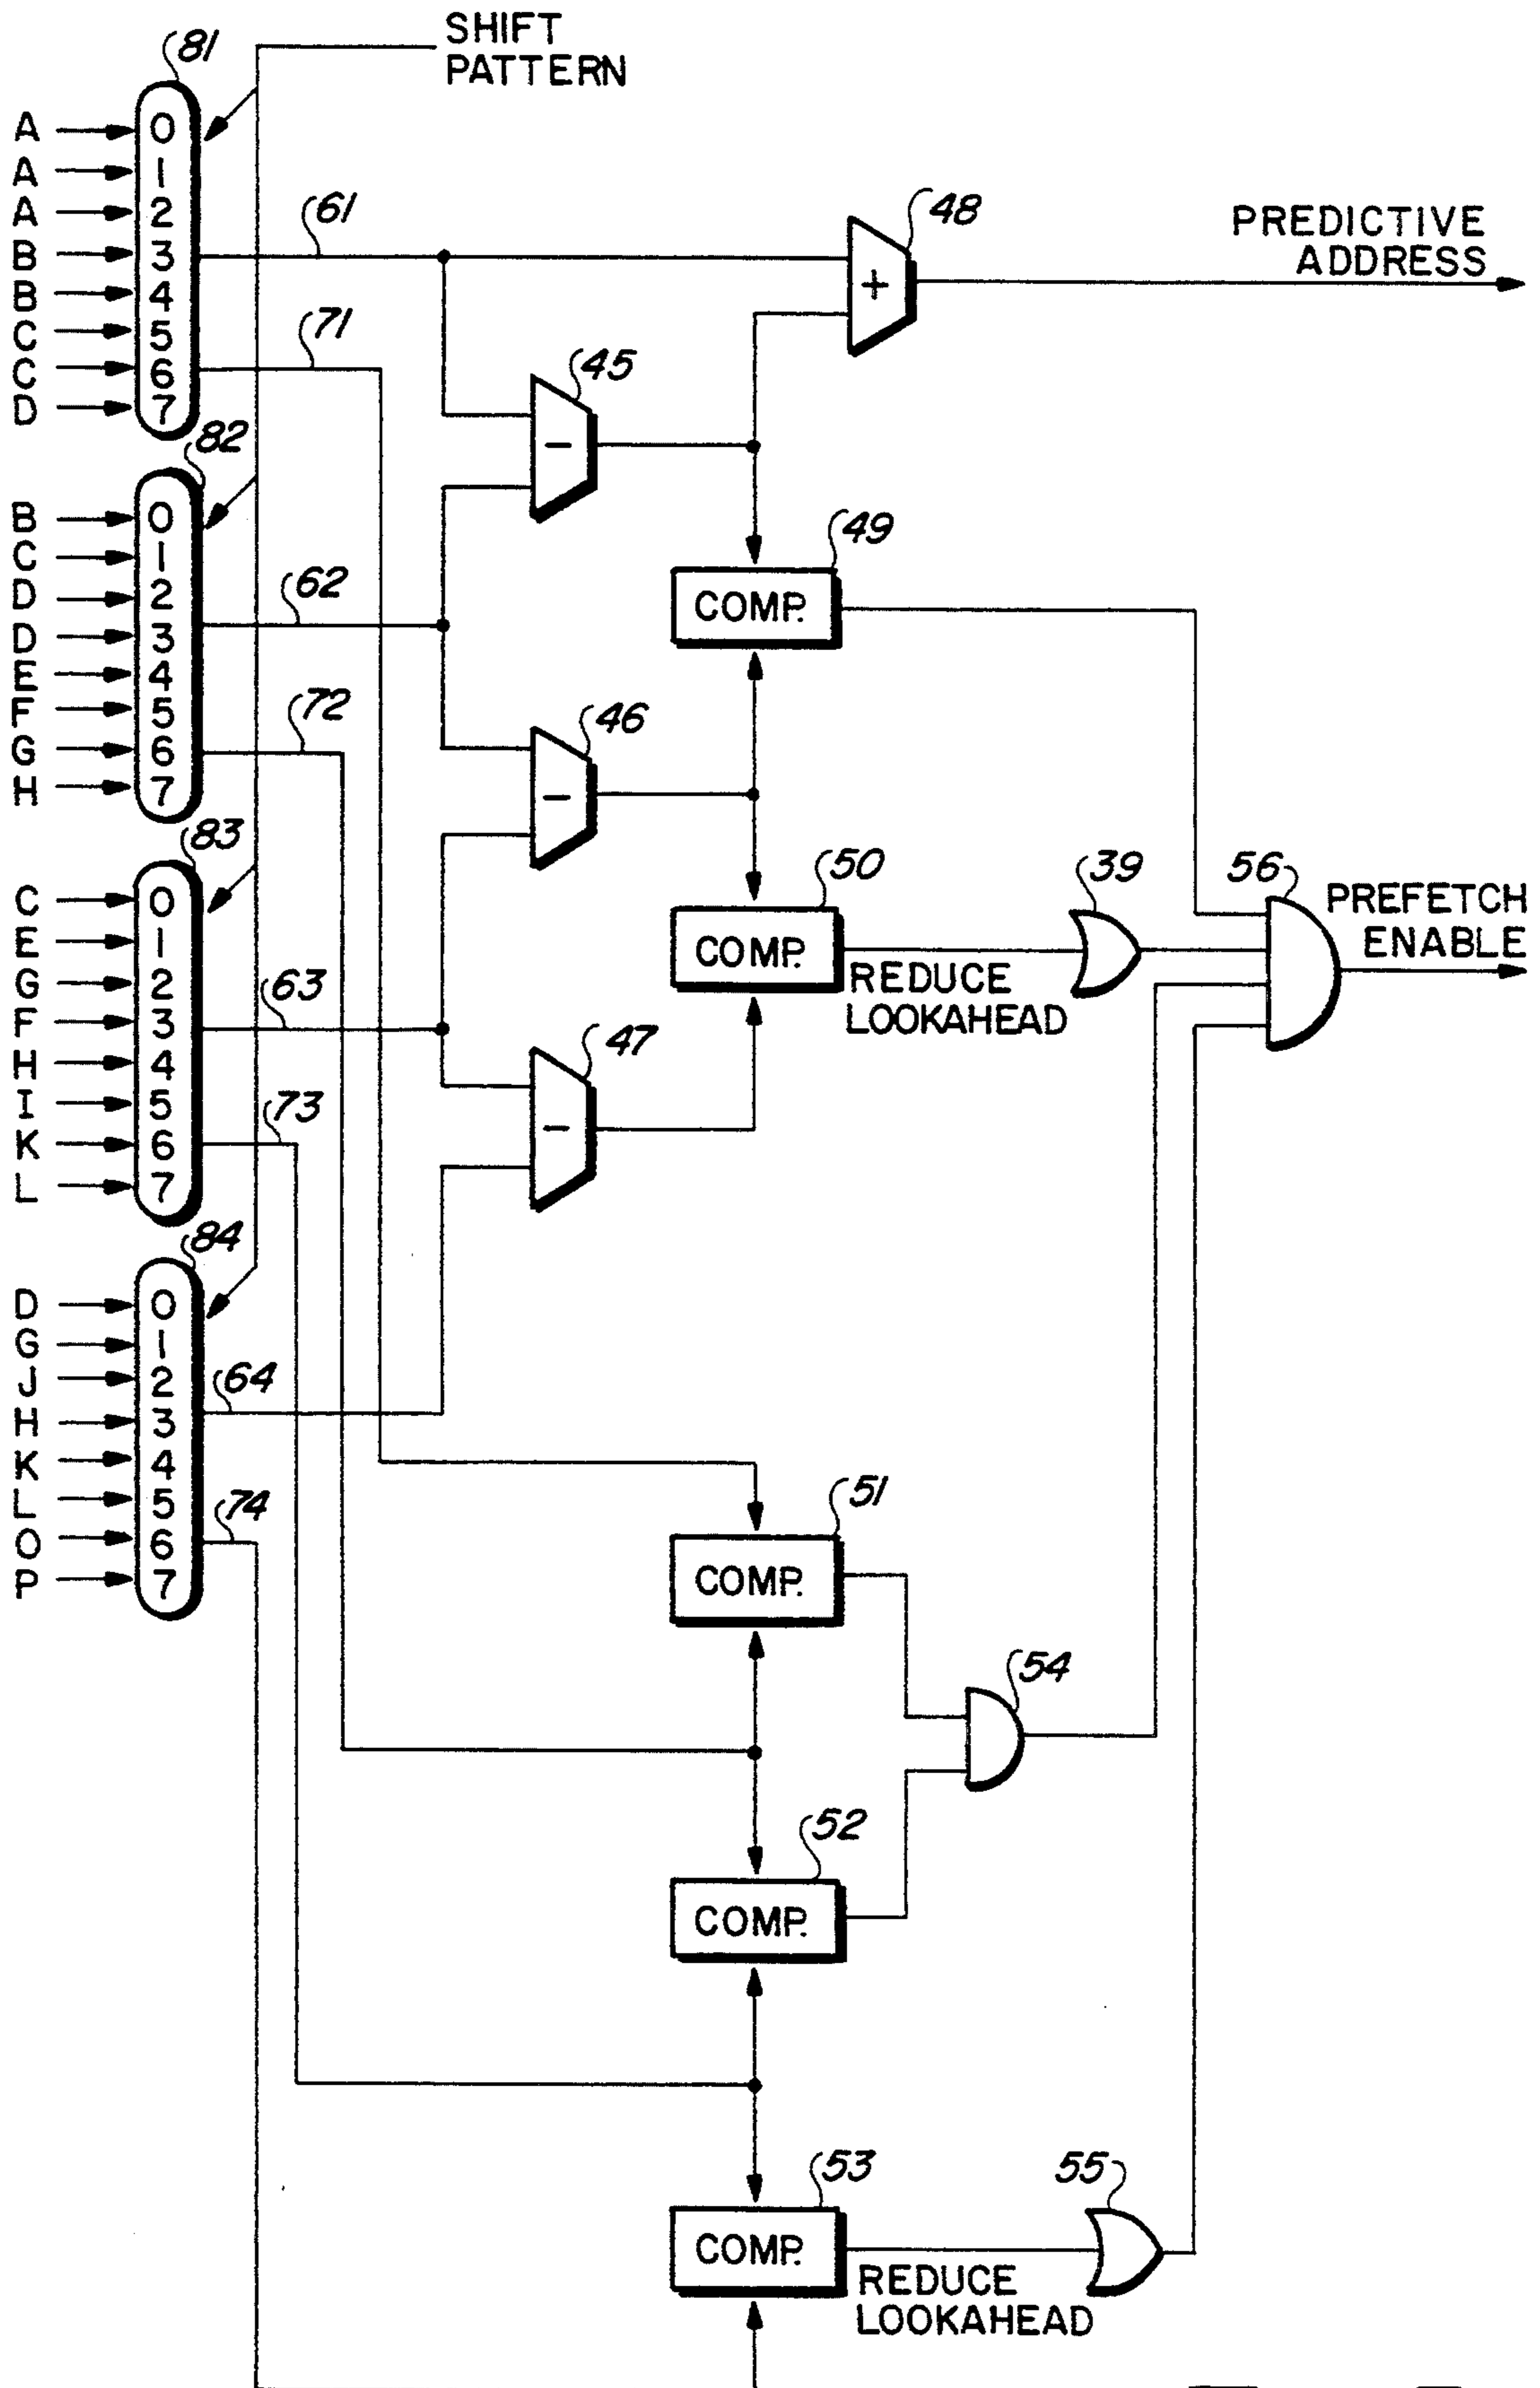 SHIFT
PATTERN
81
A 0
A 1
A 2
B 3
B 4
C 5
C 6
D 7
61
71
48
PREDICTIVE
ADDRESS
45
82
B 0
C 1
D 2
D 3
E 4
F 5
G 6
H 7
62
72
49
COMP.
46
83
C 0
E 1
G 2
F 3
H 4
I 5
K 6
L 7
63
73
50
COMP.
REDUCE
LOOKAHEAD
39
56
PREFETCH
ENABLE
47
84
D 0
G 1
J 2
H 3
K 4
L 5
O 6
P 7
64
74
51
COMP.
54
52
COMP.
53
COMP.
REDUCE
LOOKAHEAD
55
+
-
-
-